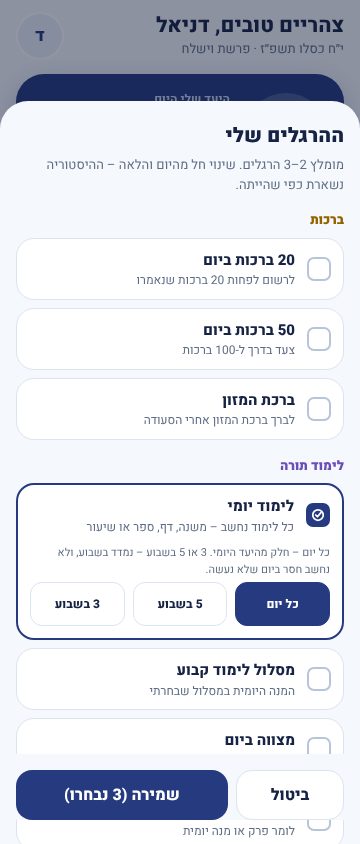 צהריים טובים, דניאל
ד
י״ח כסלו תשפ״ז · פרשת וישלח
היעד שלי היום
ההרגלים שלי
מומלץ 2–3 הרגלים. שינוי חל מהיום והלאה – ההיסטוריה
נשארת כפי שהייתה.
ברכות
20 ברכות ביום
לרשום לפחות 20 ברכות שנאמרו
50 ברכות ביום
צעד בדרך ל-100 ברכות
ברכת המזון
לברך ברכת המזון אחרי הסעודה
לימוד תורה
לימוד יומי
כל לימוד נחשב – משנה, דף, ספר או שיעור
כל יום – חלק מהיעד היומי. 3 או 5 בשבוע – נמדד בשבוע, ולא
נחשב חסר ביום שלא נעשה.
כל יום
5 בשבוע
3 בשבוע
מסלול לימוד קבוע
המנה היומית במסלול שבחרתי
מצווה ביום
ביטול
שמירה (3 נבחרו)
לומר פרק או מנה יומית